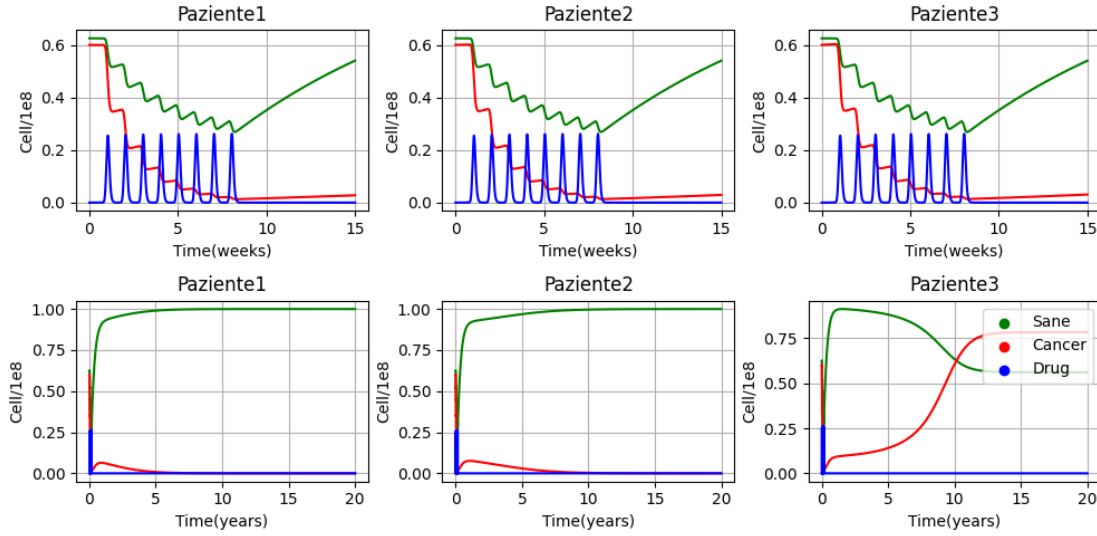 Paziente1
Paziente2
Paziente3
Cell/1e8
0.6
0.4
0.2
0.0
0 5 10 15
Time(weeks)
Cell/1e8
0.6
0.4
0.2
0.0
0 5 10 15
Time(weeks)
Cell/1e8
0.6
0.4
0.2
0.0
0 5 10 15
Time(weeks)
Paziente1
Paziente2
Paziente3
Cell/1e8
1.00
0.75
0.50
0.25
0.00
0 5 10 15 20
Time(years)
Cell/1e8
1.00
0.75
0.50
0.25
0.00
0 5 10 15 20
Time(years)
Cell/1e8
0.75
0.50
0.25
0.00
0 5 10 15 20
Time(years)
Sane
Cancer
Drug